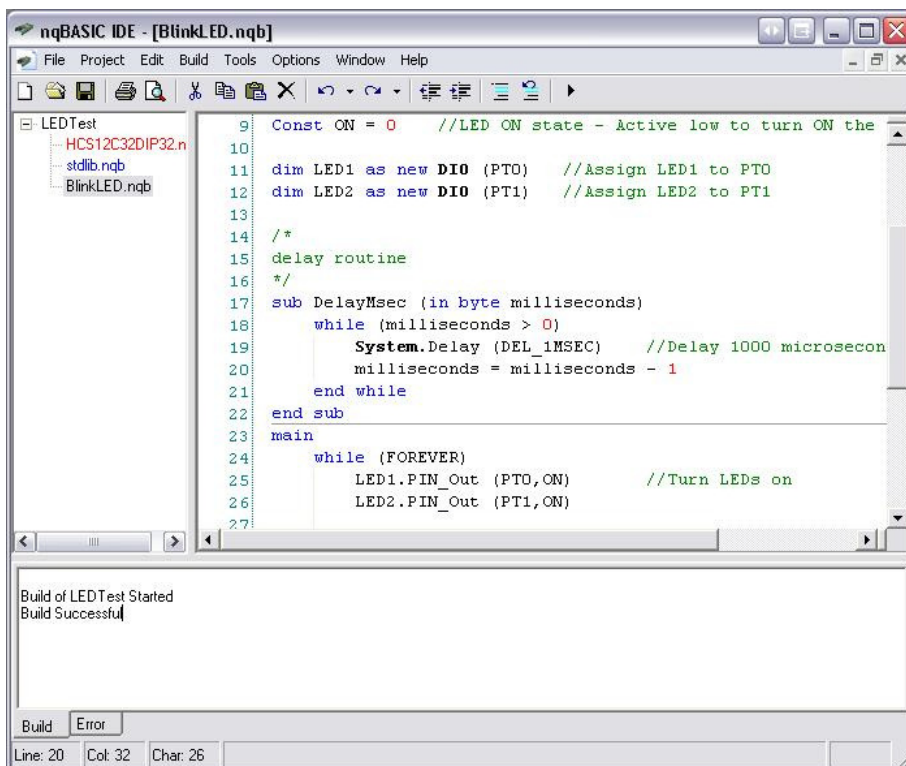 nqBASIC IDE - [BlinkLED.nqb]
File Project Edit Build Tools Options Window Help
LEDTest
HCS12C32DIP32.n
stdlib.nqb
BlinkLED.nqb
9 Const ON = 0 //LED ON state - Active low to turn ON the
10
11 dim LED1 as new DIO (PT0) //Assign LED1 to PT0
12 dim LED2 as new DIO (PT1) //Assign LED2 to PT1
13
14 /*
15 delay routine
16 */
17 sub DelayMsec (in byte milliseconds)
18 while (milliseconds > 0)
19 System.Delay (DEL_1MSEC) //Delay 1000 microsecon
20 milliseconds = milliseconds - 1
21 end while
22 end sub
23 main
24 while (FOREVER)
25 LED1.PIN_Out (PT0,ON) //Turn LEDs on
26 LED2.PIN_Out (PT1,ON)
27
Build of LEDTest Started
Build Successful
Build Error
Line: 20 Col: 32 Char: 26